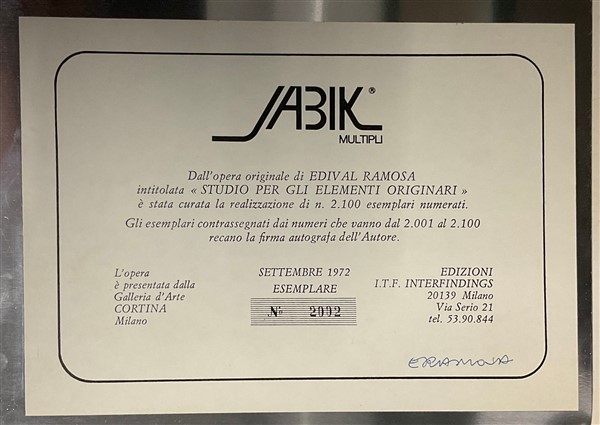 JABIK®
MULTIPLI
Dall'opera originale di EDIVAL RAMOSA
intitolata « STUDIO PER GLI ELEMENTI ORIGINARI »
è stata curata la realizzazione di n. 2.100 esemplari numerati.
Gli esemplari contrassegnati dai numeri che vanno dal 2.001 al 2.100
recano la firma autografa dell'Autore.
L'opera
è presentata dalla
Galleria d'Arte
CORTINA
Milano
SETTEMBRE 1972
ESEMPLARE
№ 2092
EDIZIONI
I.T.F. INTERFINDINGS
20139 Milano
Via Serio 21
tel. 53.90.844
ERAMOSA